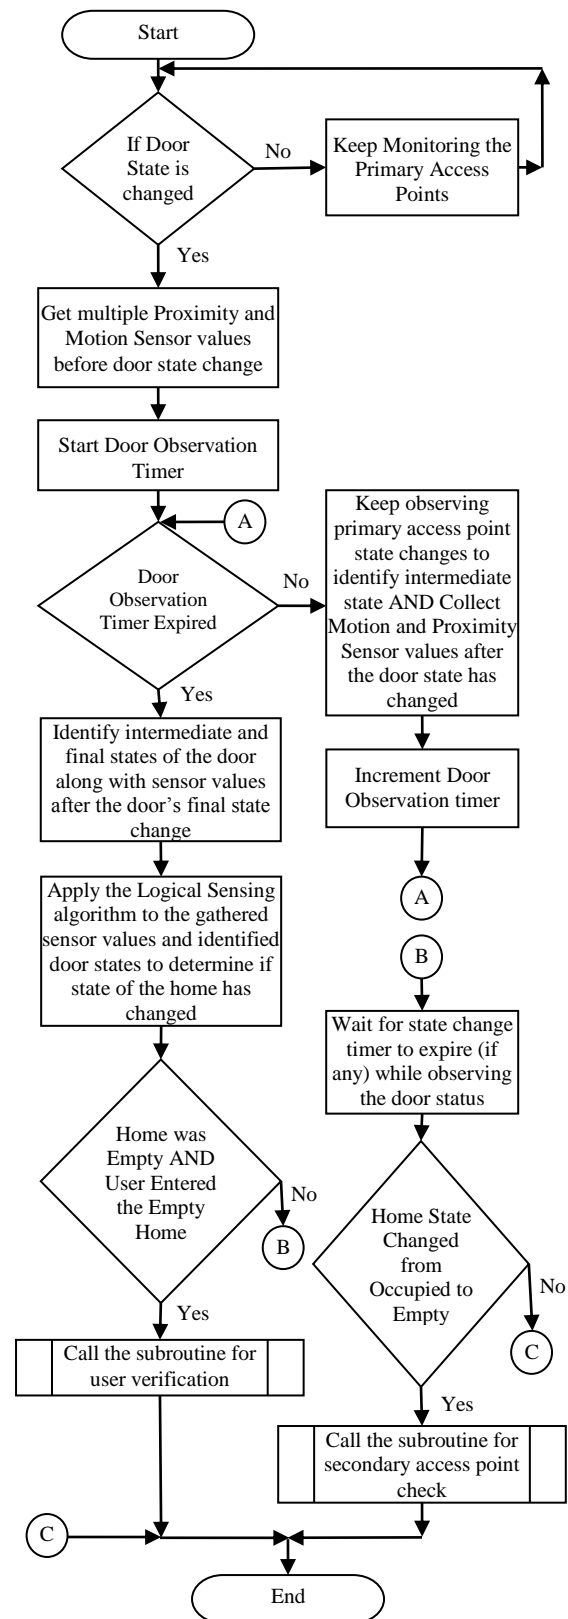 Start
If Door
State is
changed
No
Keep Monitoring the
Primary Access
Points
Yes
Get multiple Proximity and
Motion Sensor values
before door state change
Start Door Observation
Timer
A
Door
Observation
Timer Expired
No
Keep observing
primary access point
state changes to
identify intermediate
state AND Collect
Motion and Proximity
Sensor values after
the door state has
changed
Yes
Identify intermediate and
final states of the door
along with sensor values
after the door's final state
change
Increment Door
Observation timer
A
Apply the Logical Sensing
algorithm to the gathered
sensor values and identified
door states to determine if
state of the home has
changed
B
Wait for state change
timer to expire (if
any) while observing
the door status
Home was
Empty AND
User Entered
the Empty
Home
No
B
Home State
Changed
from
Occupied to
Empty
No
C
Yes
Call the subroutine for
user verification
Yes
Call the subroutine for
secondary access point
check
C
End